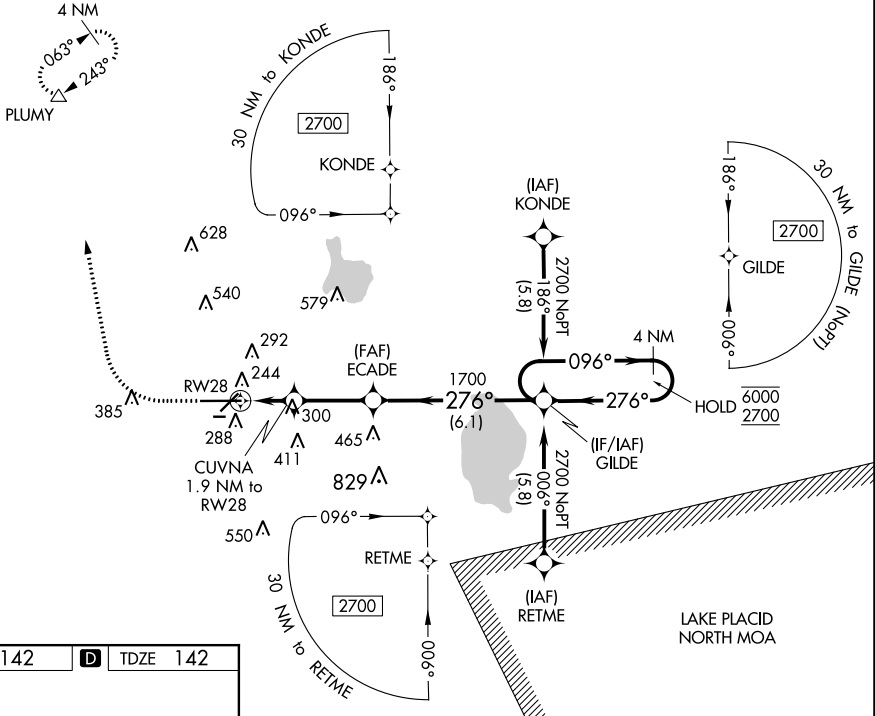 4 NM
063°
243°
PLUMY
30 NM to KONDE
186°
2700
KONDE
096°
628
540
579
292
244
RW28
385
288
300
411
CUVNA
1.9 NM to
RW28
550
(FAF)
ECADE
465
829
1700
276°
(6.1)
(IAF)
KONDE
2700 NoPT
186°
(5.8)
4 NM
096°
276°
HOLD
6000
2700
(IF/IAF)
GILDE
2700 NoPT
006°
(5.8)
(IAF)
RETME
186°
30 NM to GILDE (NoPT)
2700
GILDE
006°
096°
RETME
2700
30 NM to RETME
006°
LAKE PLACID
NORTH MOA
142 D TDZE 142